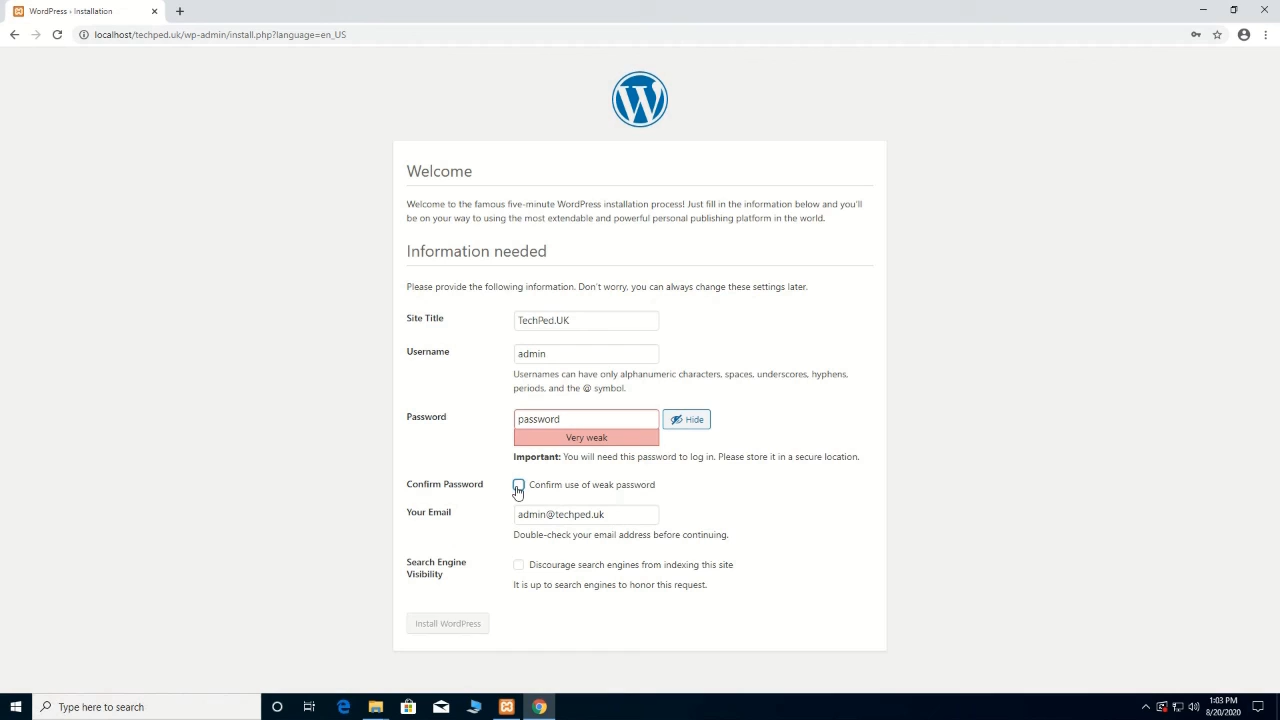 WordPress › Installation
localhost/techped.uk/wp-admin/install.php?language=en_US
Welcome
Welcome to the famous five-minute WordPress installation process! Just fill in the information below and you'll
be on your way to using the most extendable and powerful personal publishing platform in the world.
Information needed
Please provide the following information. Don't worry, you can always change these settings later.
Site Title
TechPed.UK
Username
admin
Usernames can have only alphanumeric characters, spaces, underscores, hyphens,
periods, and the @ symbol.
Password
password
Hide
Very weak
Important: You will need this password to log in. Please store it in a secure location.
Confirm Password
Confirm use of weak password
Your Email
admin@techped.uk
Double-check your email address before continuing.
Search Engine
Visibility
Discourage search engines from indexing this site
It is up to search engines to honor this request.
Install WordPress
Type here to search
1:03 PM
8/20/2020